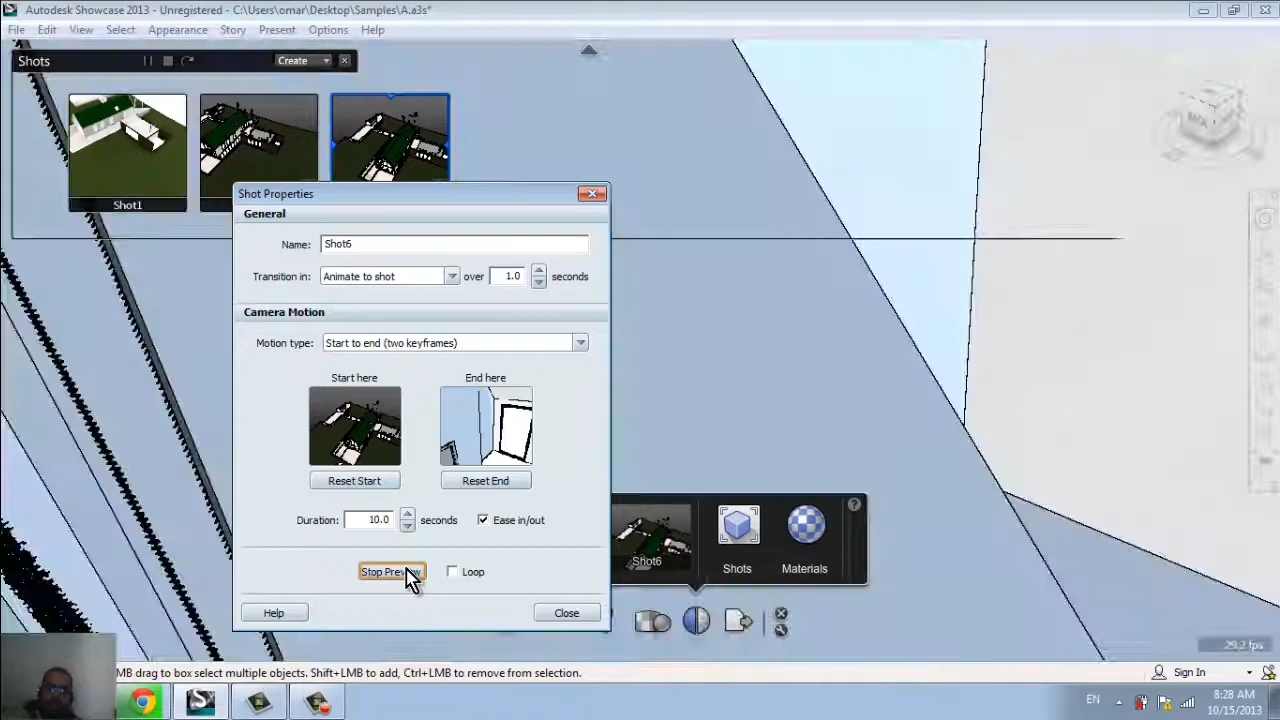 Autodesk Showcase 2013 - Unregistered - C:\Users\omar\Desktop\Samples\A.a3s*
File Edit View Select Appearance Story Present Options Help
Shots
Create
Shot1
Shot Properties
General
Name: Shot6
Transition in: Animate to shot over 1.0 seconds
Camera Motion
Motion type: Start to end (two keyframes)
Start here End here
Reset Start Reset End
Duration: 10.0 seconds Ease in/out
Stop Loop
Help Close
Shot6 Shots Materials
29.2 fps
MB drag to box select multiple objects. Shift+LMB to add, Ctrl+LMB to remove from selection.
Sign In
EN
8:28 AM
10/15/2013